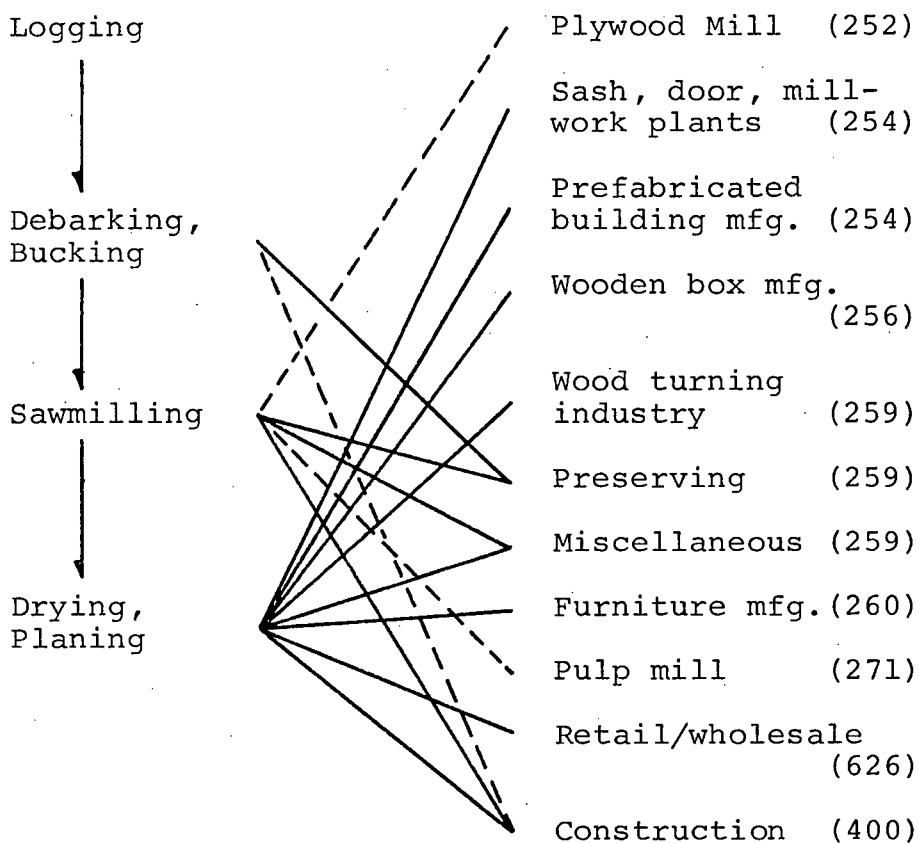 Logging
Debarking,
Bucking
Sawmilling
Drying,
Planing
Plywood Mill (252)
Sash, door, mill-
work plants (254)
Prefabricated
building mfg. (254)
Wooden box mfg.
(256)
Wood turning
industry (259)
Preserving (259)
Miscellaneous (259)
Furniture mfg. (260)
Pulp mill (271)
Retail/wholesale
(626)
Construction (400)